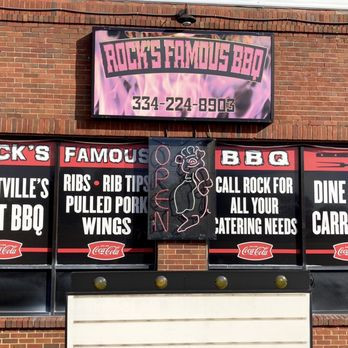 ROCK'S FAMOUS BBQ
334-224-8903
CK'S
TVILLE'S
T BBQ
Coca-Cola
FAMOUS
RIBS • RIB TIPS
PULLED PORK
WINGS
Coca-Cola
OPEN
BBQ
CALL ROCK FOR
ALL YOUR
CATERING NEEDS
Coca-Cola
DINE
CARR
Coca-Cola